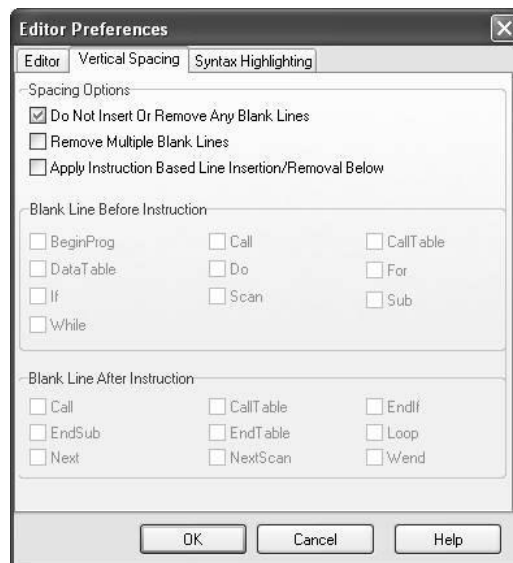 Editor Preferences
Editor Vertical Spacing Syntax Highlighting
Spacing Options
Do Not Insert Or Remove Any Blank Lines
Remove Multiple Blank Lines
Apply Instruction Based Line Insertion/Removal Below
Blank Line Before Instruction
BeginProg Call CallTable
DataTable Do For
If Scan Sub
While
Blank Line After Instruction
Call CallTable EndIf
EndSub EndTable Loop
Next NextScan Wend
OK Cancel Help